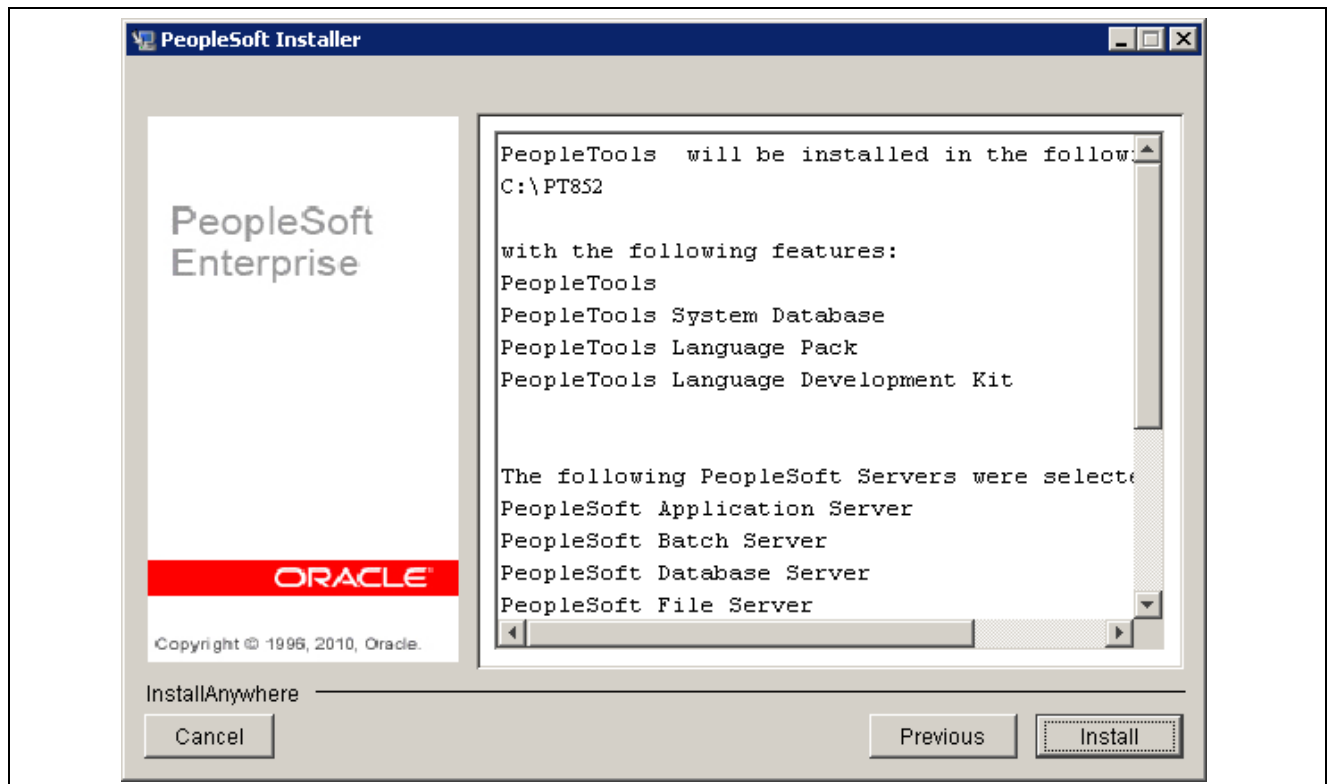 PeopleSoft Installer
PeopleSoft
Enterprise
ORACLE
Copyright © 1996, 2010, Oracle.
PeopleTools  will be installed in the
C:\PT852
with the following features:
PeopleTools
PeopleTools System Database
PeopleTools Language Pack
PeopleTools Language Development Kit
The following PeopleSoft Servers were
PeopleSoft Application Server
PeopleSoft Batch Server
PeopleSoft Database Server
PeopleSoft File Server
InstallAnywhere
Cancel
Previous
Install